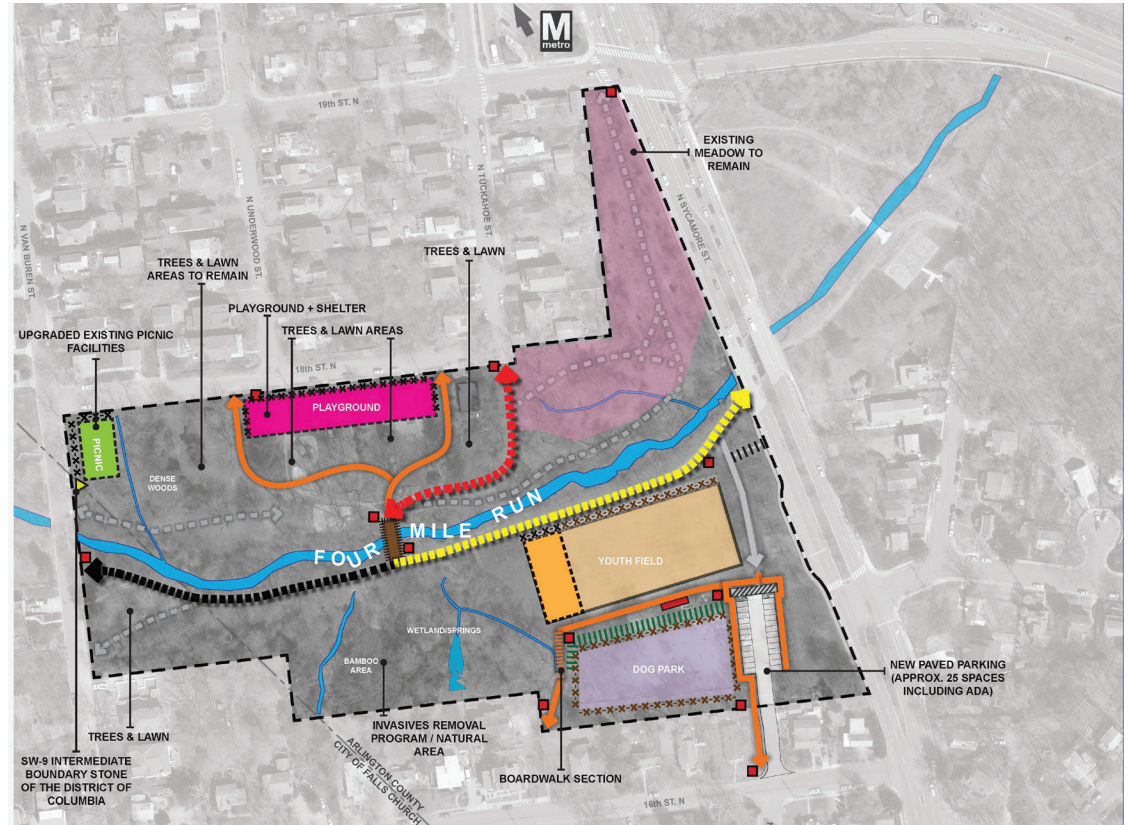 M
metro
19th ST. N
EXISTING
MEADOW TO
REMAIN
N TUCKAHOE ST.
N SYCAMORE ST.
N UNDERWOOD ST.
N VAN BUREN ST.
TREES & LAWN
TREES & LAWN
AREAS TO REMAIN
PLAYGROUND + SHELTER
TREES & LAWN AREAS
UPGRADED EXISTING PICNIC
FACILITIES
18th ST. N
PLAYGROUND
PICNIC
DENSE
WOODS
FOUR MILE RUN
YOUTH FIELD
WETLAND/SPRINGS
BAMBOO
AREA
DOG PARK
NEW PAVED PARKING
(APPROX. 25 SPACES
INCLUDING ADA)
TREES & LAWN
INVASIVES REMOVAL
PROGRAM / NATURAL
AREA
SW-9 INTERMEDIATE
BOUNDARY STONE
OF THE DISTRICT OF
COLUMBIA
ARLINGTON COUNTY
CITY OF FALLS CHURCH
BOARDWALK SECTION
16th ST. N